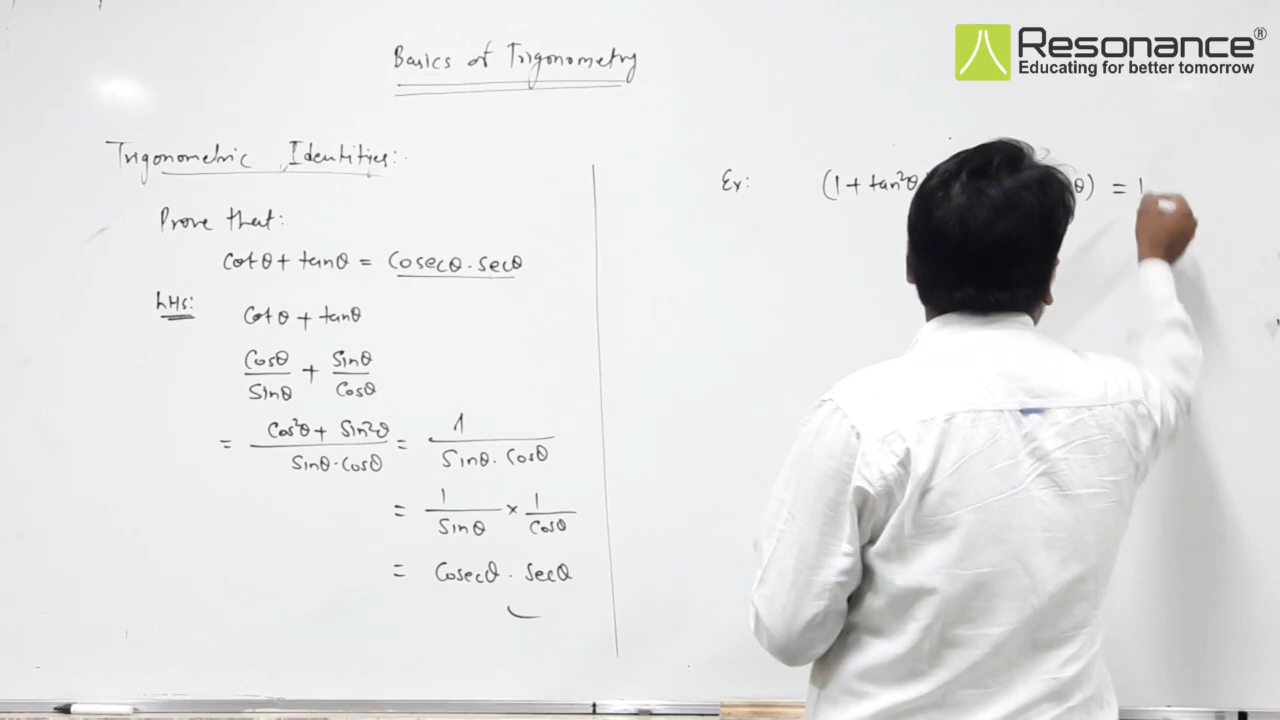 Basics of Trigonometry
Resonance®
Educating for better tomorrow
Trigonometric Identities:
Prove that:
cotθ + tanθ = cosecθ · secθ
LHS:
cotθ + tanθ
cosθ/sinθ + sinθ/cosθ
= cos²θ + sin²θ / sinθ · cosθ = 1 / sinθ · cosθ
= 1/sinθ × 1/cosθ
= cosecθ · secθ
Ex: (1 + tan²θ θ) = 1